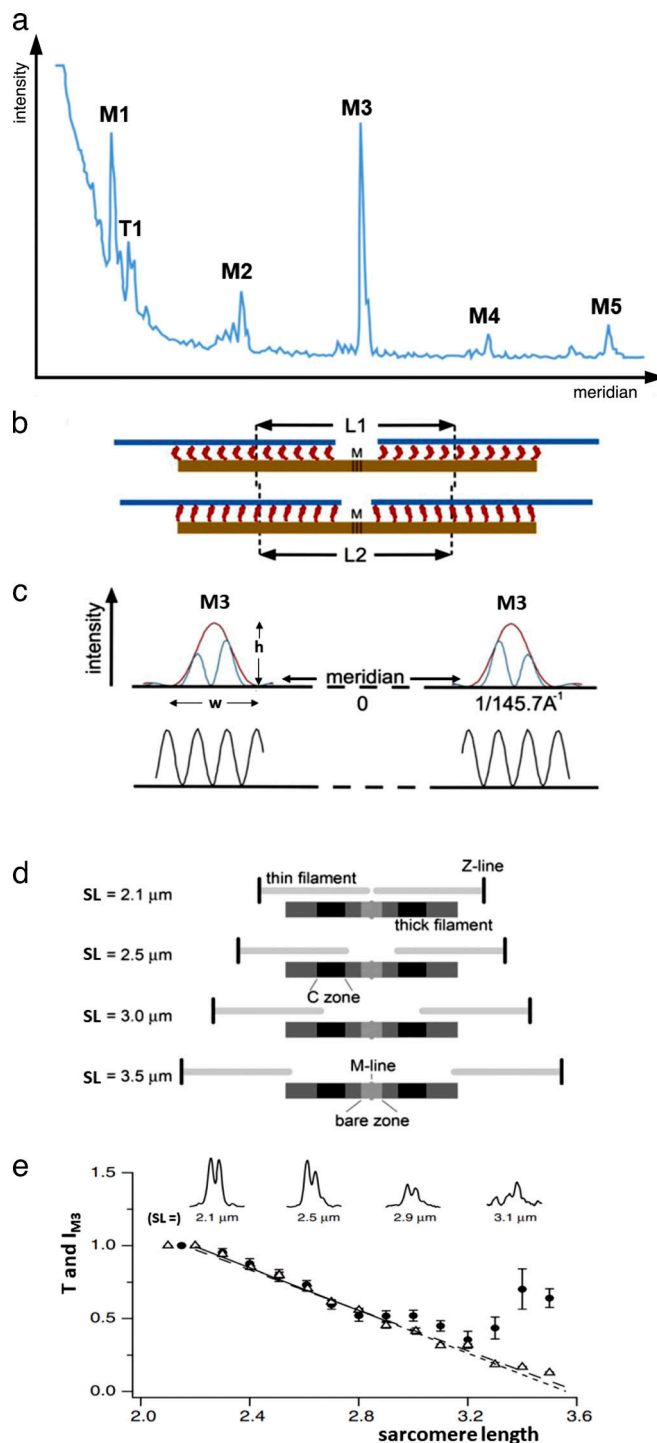 a
intensity
M1
T1
M2
M3
M4
M5
meridian
b
L1
M
M
L2
c
intensity
M3
h
w
meridian
0
M3
1/145.7A⁻¹
d
SL = 2.1 μm
thin filament
Z-line
thick filament
SL = 2.5 μm
C zone
SL = 3.0 μm
SL = 3.5 μm
M-line
bare zone
e
T and I_M3
1.5
1.0
0.5
0.0
(SL =) 2.1 μm 2.5 μm 2.9 μm 3.1 μm
2.0 2.4 2.8 3.2 3.6
sarcomere length